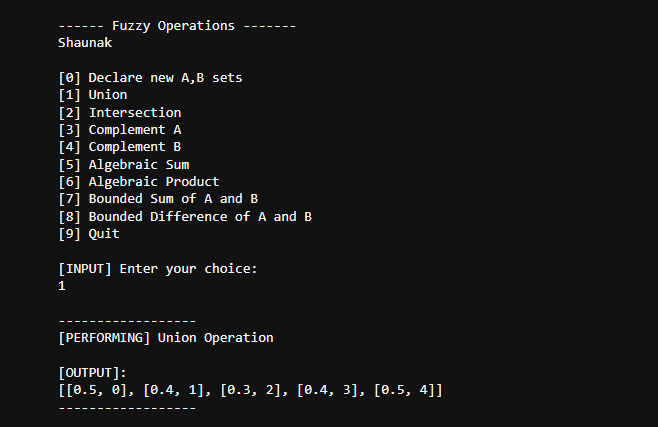 ------ Fuzzy Operations -------
Shaunak
[0] Declare new A,B sets
[1] Union
[2] Intersection
[3] Complement A
[4] Complement B
[5] Algebraic Sum
[6] Algebraic Product
[7] Bounded Sum of A and B
[8] Bounded Difference of A and B
[9] Quit
[INPUT] Enter your choice:
1
------------------
[PERFORMING] Union Operation
[OUTPUT]:
[[0.5, 0], [0.4, 1], [0.3, 2], [0.4, 3], [0.5, 4]]
------------------